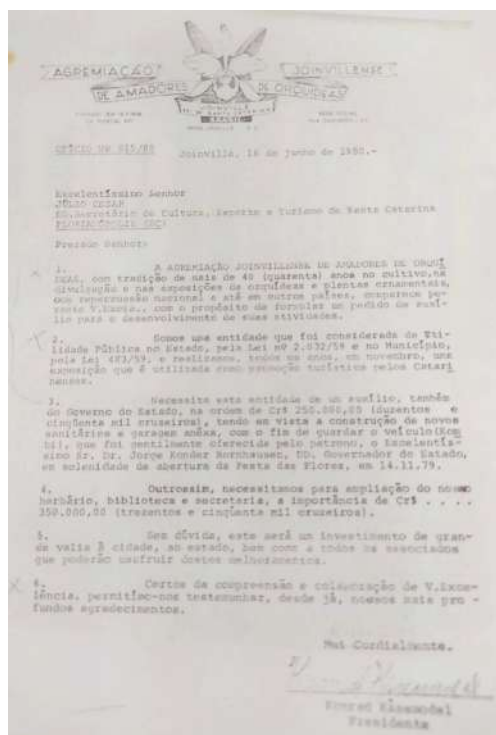 AGREMIAÇÃO JOINVILLENSE
DE AMADORES DE ORQUÍDEAS
JOINVILLE
BRASIL
OFÍCIO Nº 015/80 Joinville, 16 de junho de 1980.-
Excelentíssimo Senhor
JÚLIO CESAR
DD. Secretário de Cultura, Esporte e Turismo de Santa Catarina
FLORIANÓPOLIS (SC)
Prezado Senhor:
1. A AGREMIAÇÃO JOINVILLENSE DE AMADORES DE ORQUÍ
DEAS, com tradição de mais de 40 (quarenta) anos no cultivo, na
divulgação e nas exposições de orquídeas e plantas ornamentais,
com repercussão nacional e até em outros países, comparece pe-
rante V.Excia., com o propósito de formular um pedido de auxí-
lio para o desenvolvimento de suas atividades.
2. Somos uma entidade que foi considerada de Uti-
lidade Pública no Estado, pela Lei nº 2.032/59 e no Município,
pela Lei 483/59, e realizamos, todos os anos, em novembro, uma
exposição que é utilizada como promoção turística pelos Catari
nenses.
3. Necessita esta entidade de um auxílio, também
do Governo do Estado, na ordem de Cr$ 250.000,00 (duzentos e
cinqüenta mil cruzeiros), tendo em vista a construção de novos
sanitários e garagem anexa, com o fim de guardar o veículo (Kom
bi), que foi gentilmente oferecida pelo patrono, o Excelentís-
simo Sr. Dr. Jorge Konder Bornhausen, DD. Governador do Estado,
em solenidade de abertura da Festa das Flores, em 14.11.79.
4. Outrossim, necessitamos para ampliação do nosso
herbário, biblioteca e secretaria, a importância de Cr$ . . . .
350.000,00 (trezentos e cinqüenta mil cruzeiros).
5. Sem dúvida, este será um investimento de gran-
de valia à cidade, ao estado, bem como a todos os associados
que poderão usufruir destes melhoramentos.
6. Certos da compreensão e colaboração de V.Exce-
lência, permitimo-nos testemunhar, desde já, nossos mais pro -
fundos agradecimentos.
Mui Cordialmente.
Presidente